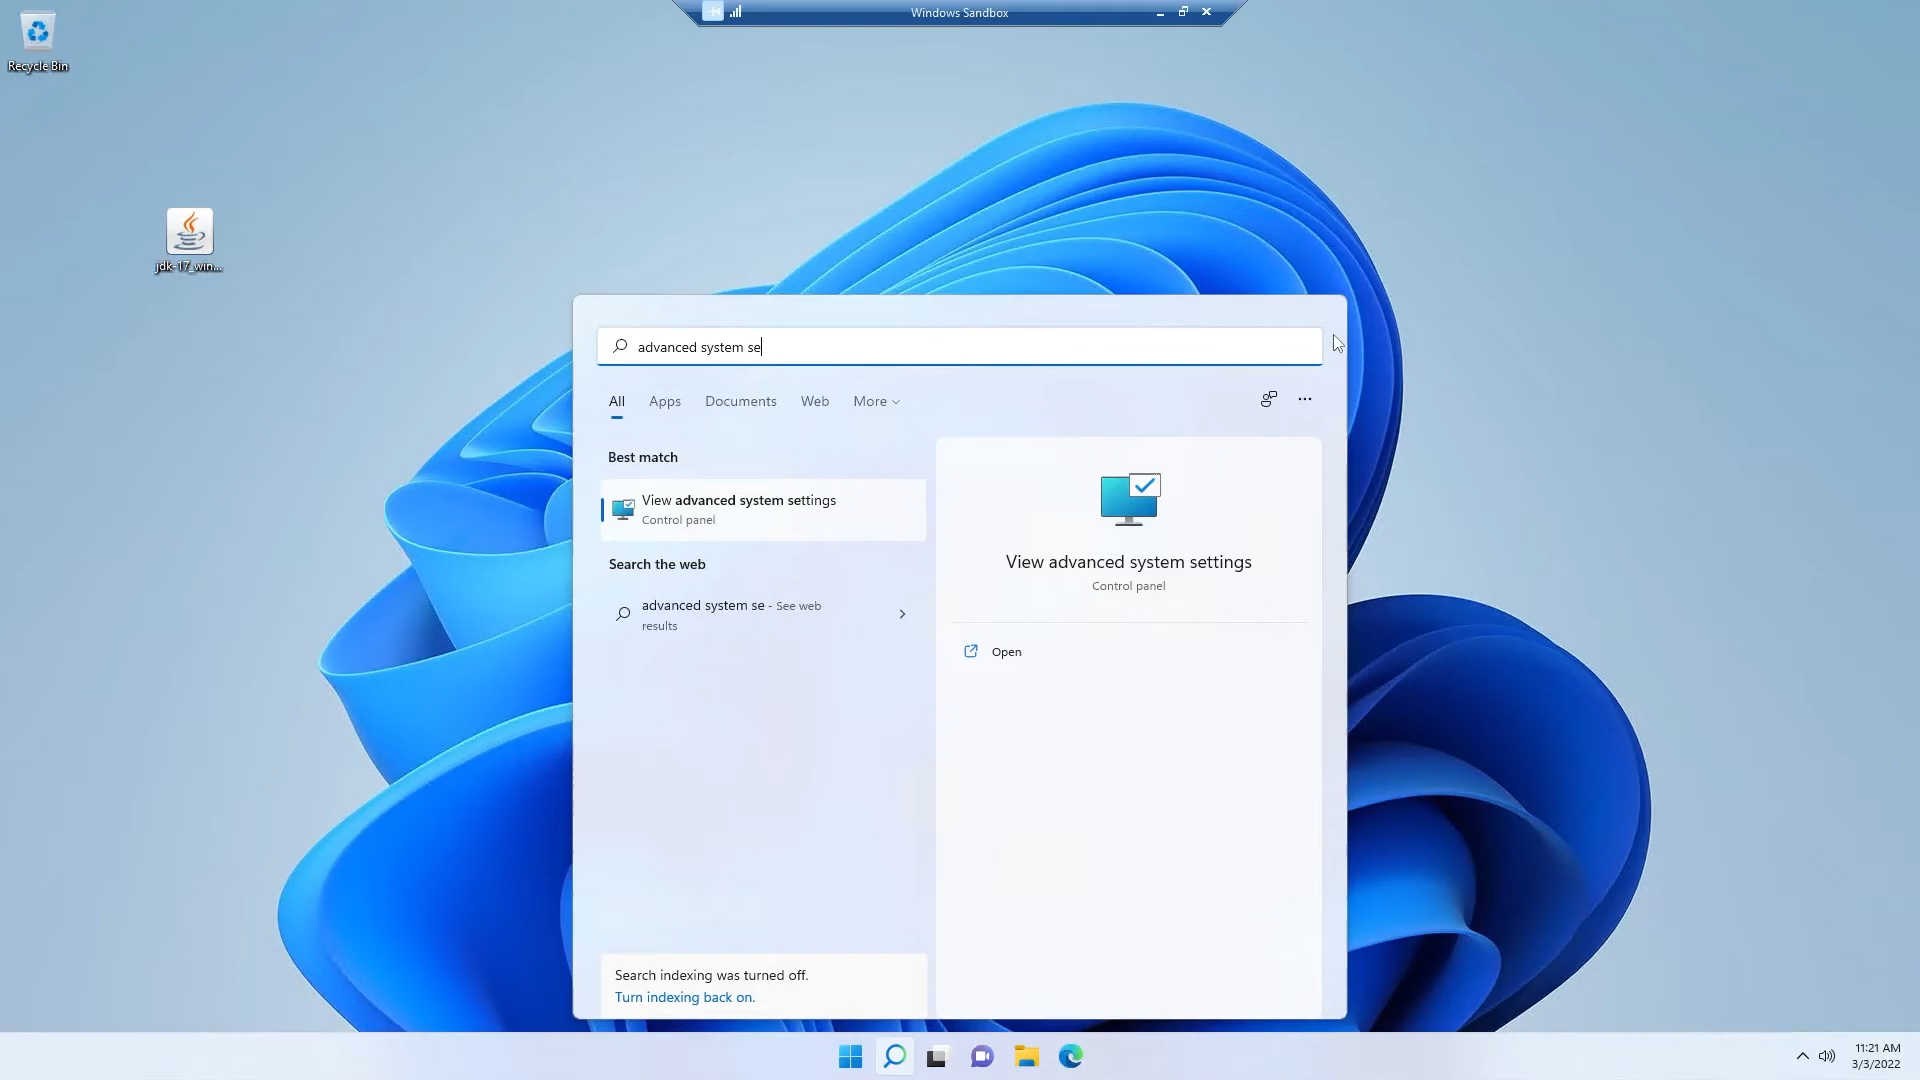 Windows Sandbox
Recycle Bin
jdk-17_win...
advanced system se
All
Apps
Documents
Web
More
Best match
View advanced system settings
Control panel
Search the web
advanced system se - See web
results
View advanced system settings
Control panel
Open
Search indexing was turned off.
Turn indexing back on.
11:21 AM
3/3/2022